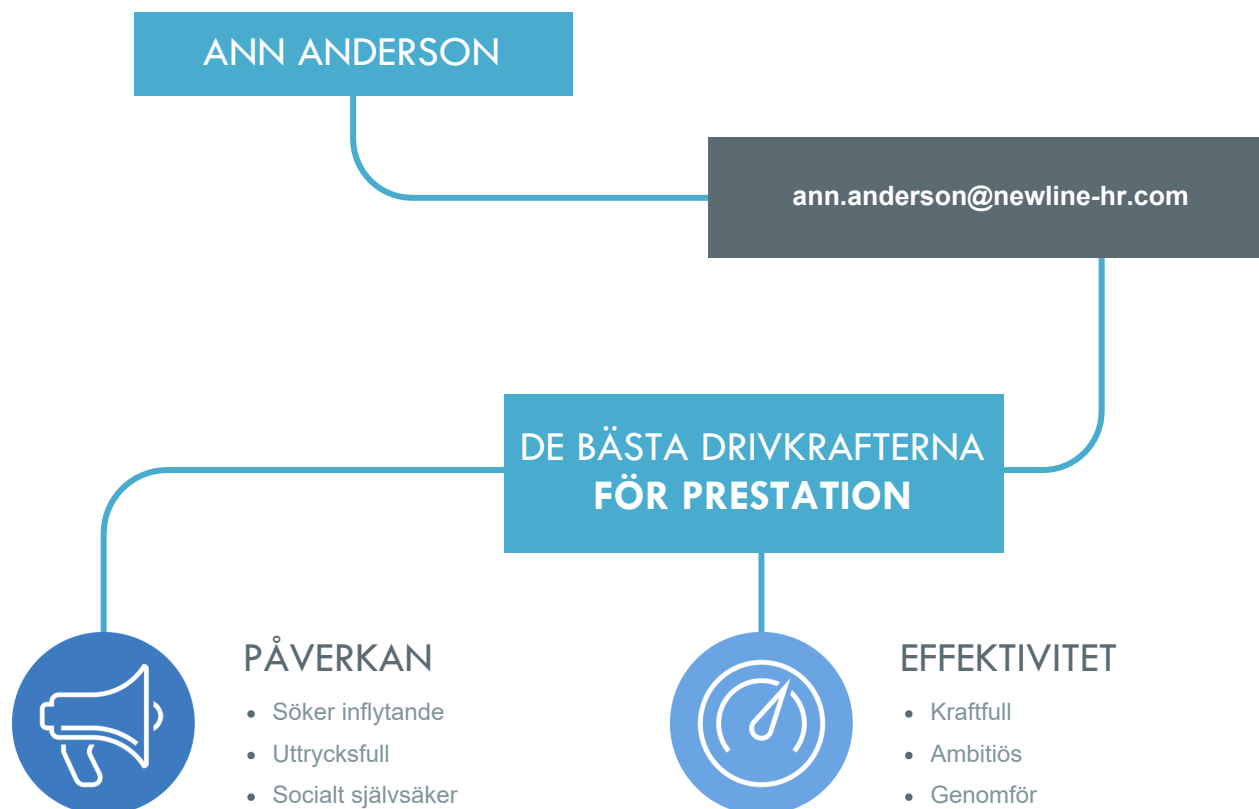 ANN ANDERSON
ann.anderson@newline-hr.com
DE BÄSTA DRIVKRAFTERNA
FÖR PRESTATION
PÅVERKAN
• Söker inflytande
• Uttrycksfull
• Socialt självsäker
EFFEKTIVITET
• Kraftfull
• Ambitiös
• Genomför